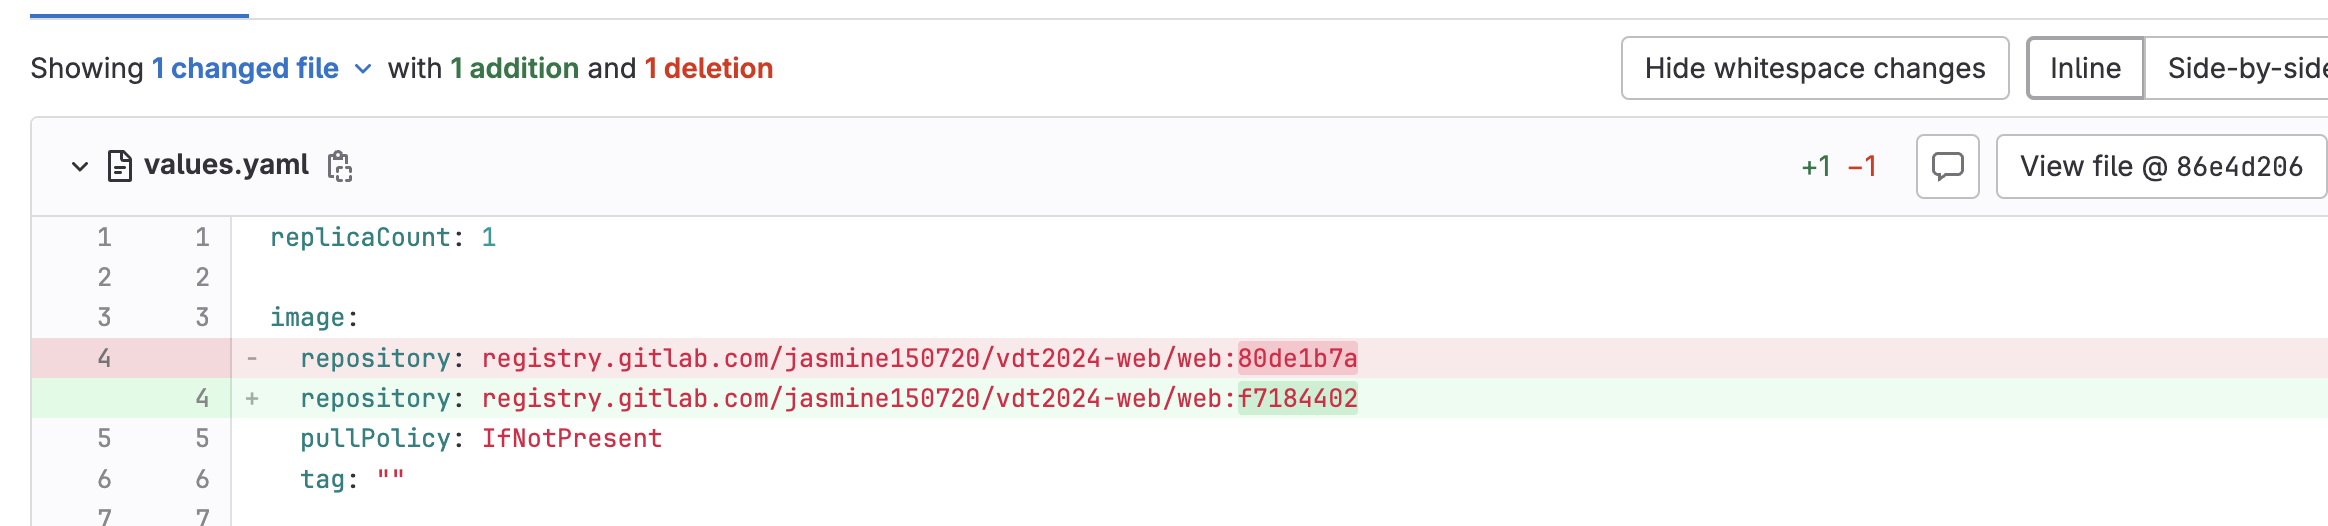 Showing 1 changed file with 1 addition and 1 deletion Hide whitespace changes Inline Side-by-side
values.yaml +1 −1 View file @ 86e4d206
1 1 replicaCount: 1
2 2
3 3 image:
4 - repository: registry.gitlab.com/jasmine150720/vdt2024-web/web:80de1b7a
4 + repository: registry.gitlab.com/jasmine150720/vdt2024-web/web:f7184402
5 5 pullPolicy: IfNotPresent
6 6 tag: ""
7 7